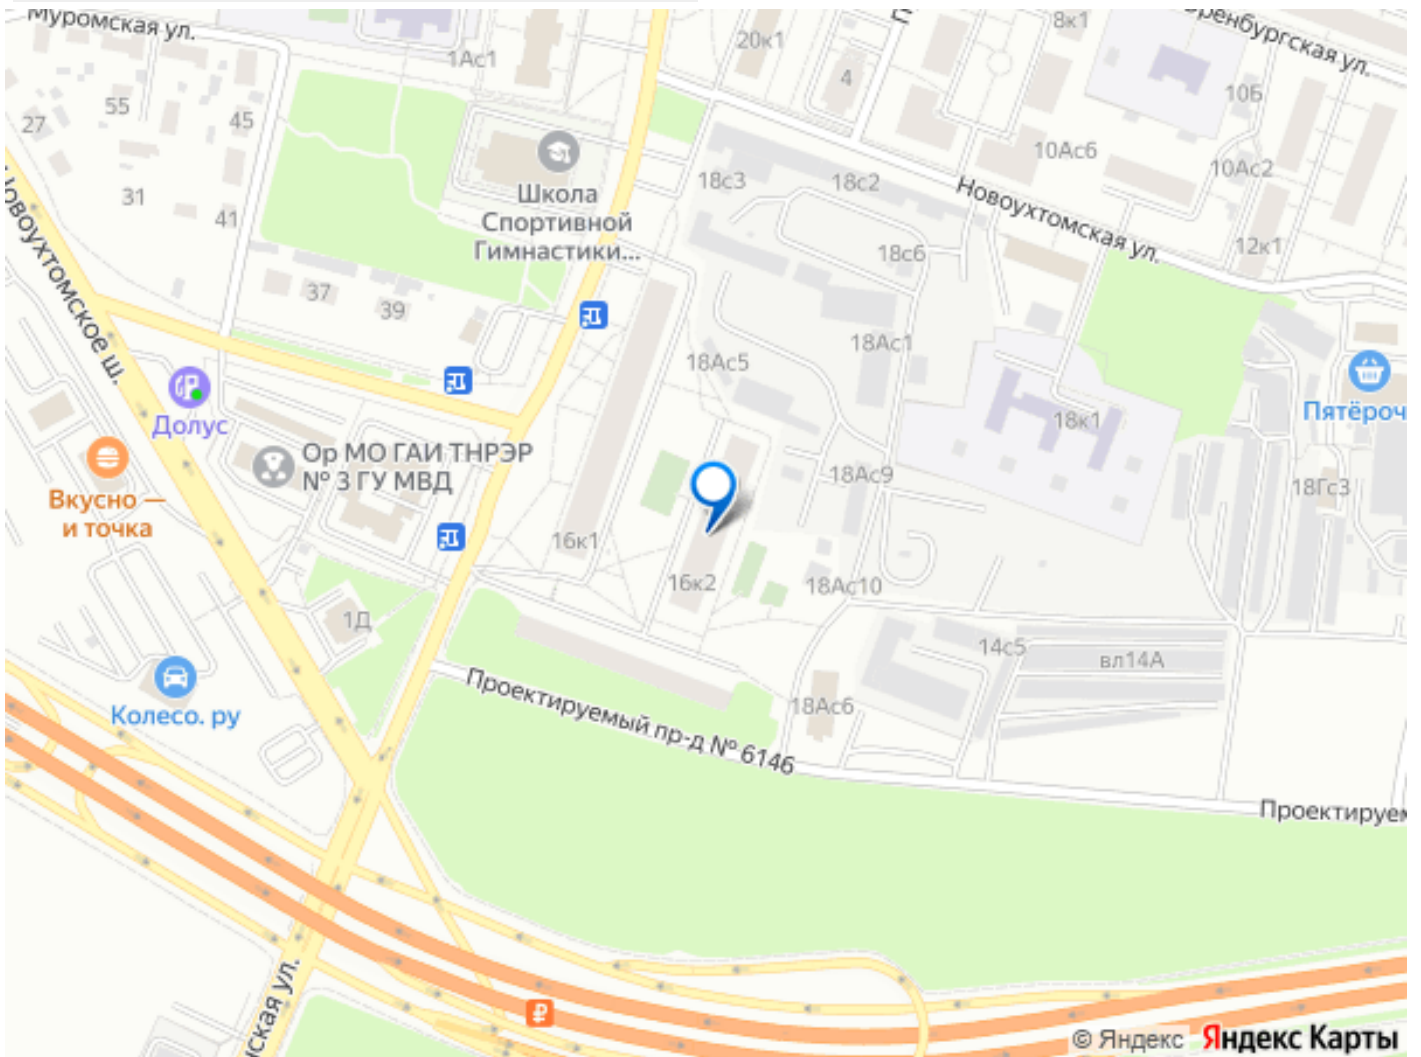 Муромская ул.
1Ас1
20к1
4
8к1
Оренбургская ул.
10Б
55
27
45
10Ас6
10Ас2
Школа
Спортивной
Гимнастики...
18с3
18с2
Новоухтомская ул.
31
41
12к1
18с6
37
39
Новоухтомское ш.
18Ас5
18Ас1
Долус
18к1
Пятёроч
Ор МО ГАИ ТНРЭР
№ 3 ГУ МВД
Вкусно —
и точка
18Ас9
18Гс3
16к1
16к2
18Ас10
1Д
14с5
вл14А
Колесо. ру
Проектируемый пр-д № 6146
18Ас6
Проектируем
нская ул.
© Яндекс Яндекс Карты